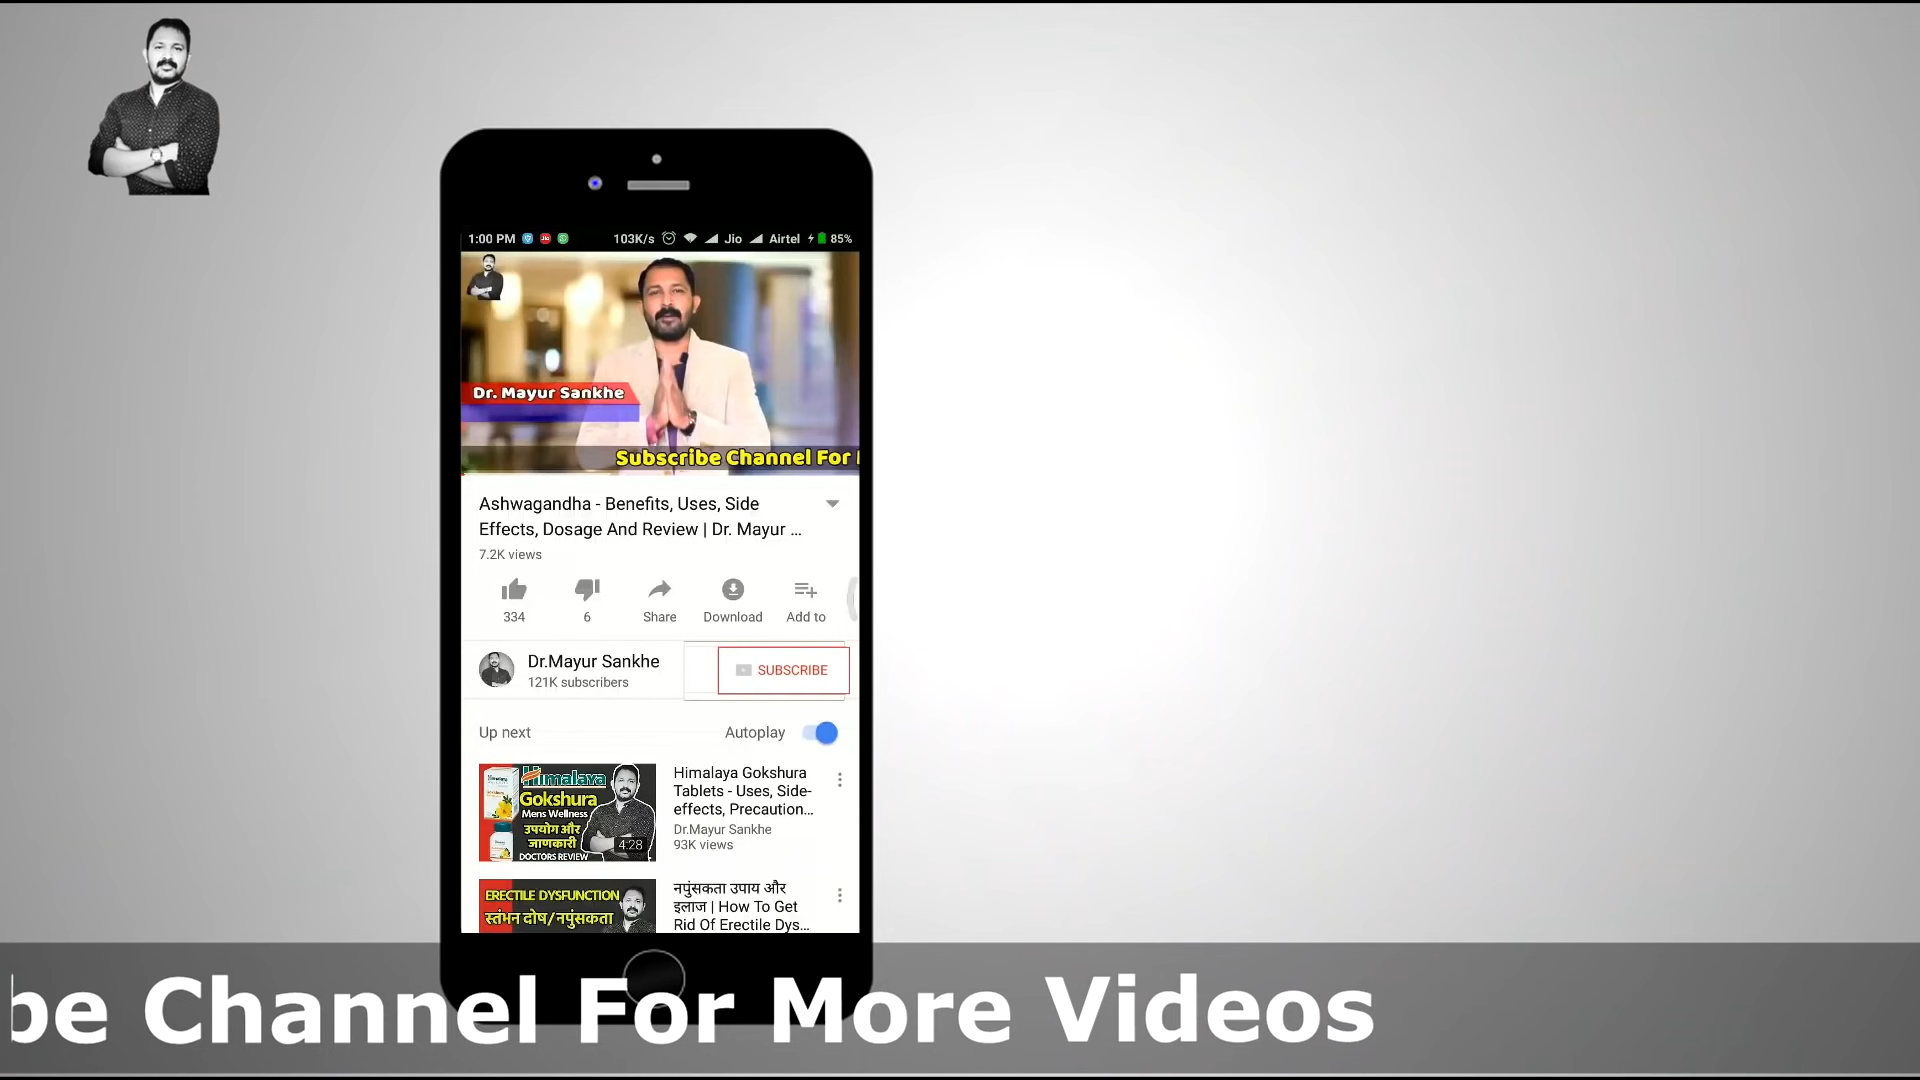 1:00 PM 103K/s Jio Airtel 85%
Dr. Mayur Sankhe
Subscribe Channel For
Ashwagandha - Benefits, Uses, Side
Effects, Dosage And Review | Dr. Mayur ...
7.2K views
334 6 Share Download Add to
Dr.Mayur Sankhe
121K subscribers
SUBSCRIBE
Up next Autoplay
Himalaya
Gokshura
Mens Wellness
उपयोग और
जाणकारी
DOCTORS REVIEW
4:28
Himalaya Gokshura
Tablets - Uses, Side-
effects, Precaution...
Dr.Mayur Sankhe
93K views
ERECTILE DYSFUNCTION
स्तंभन दोष/नपुंसकता
नपुंसकता उपाय और
इलाज | How To Get
Rid Of Erectile Dys...
be Channel For More Videos